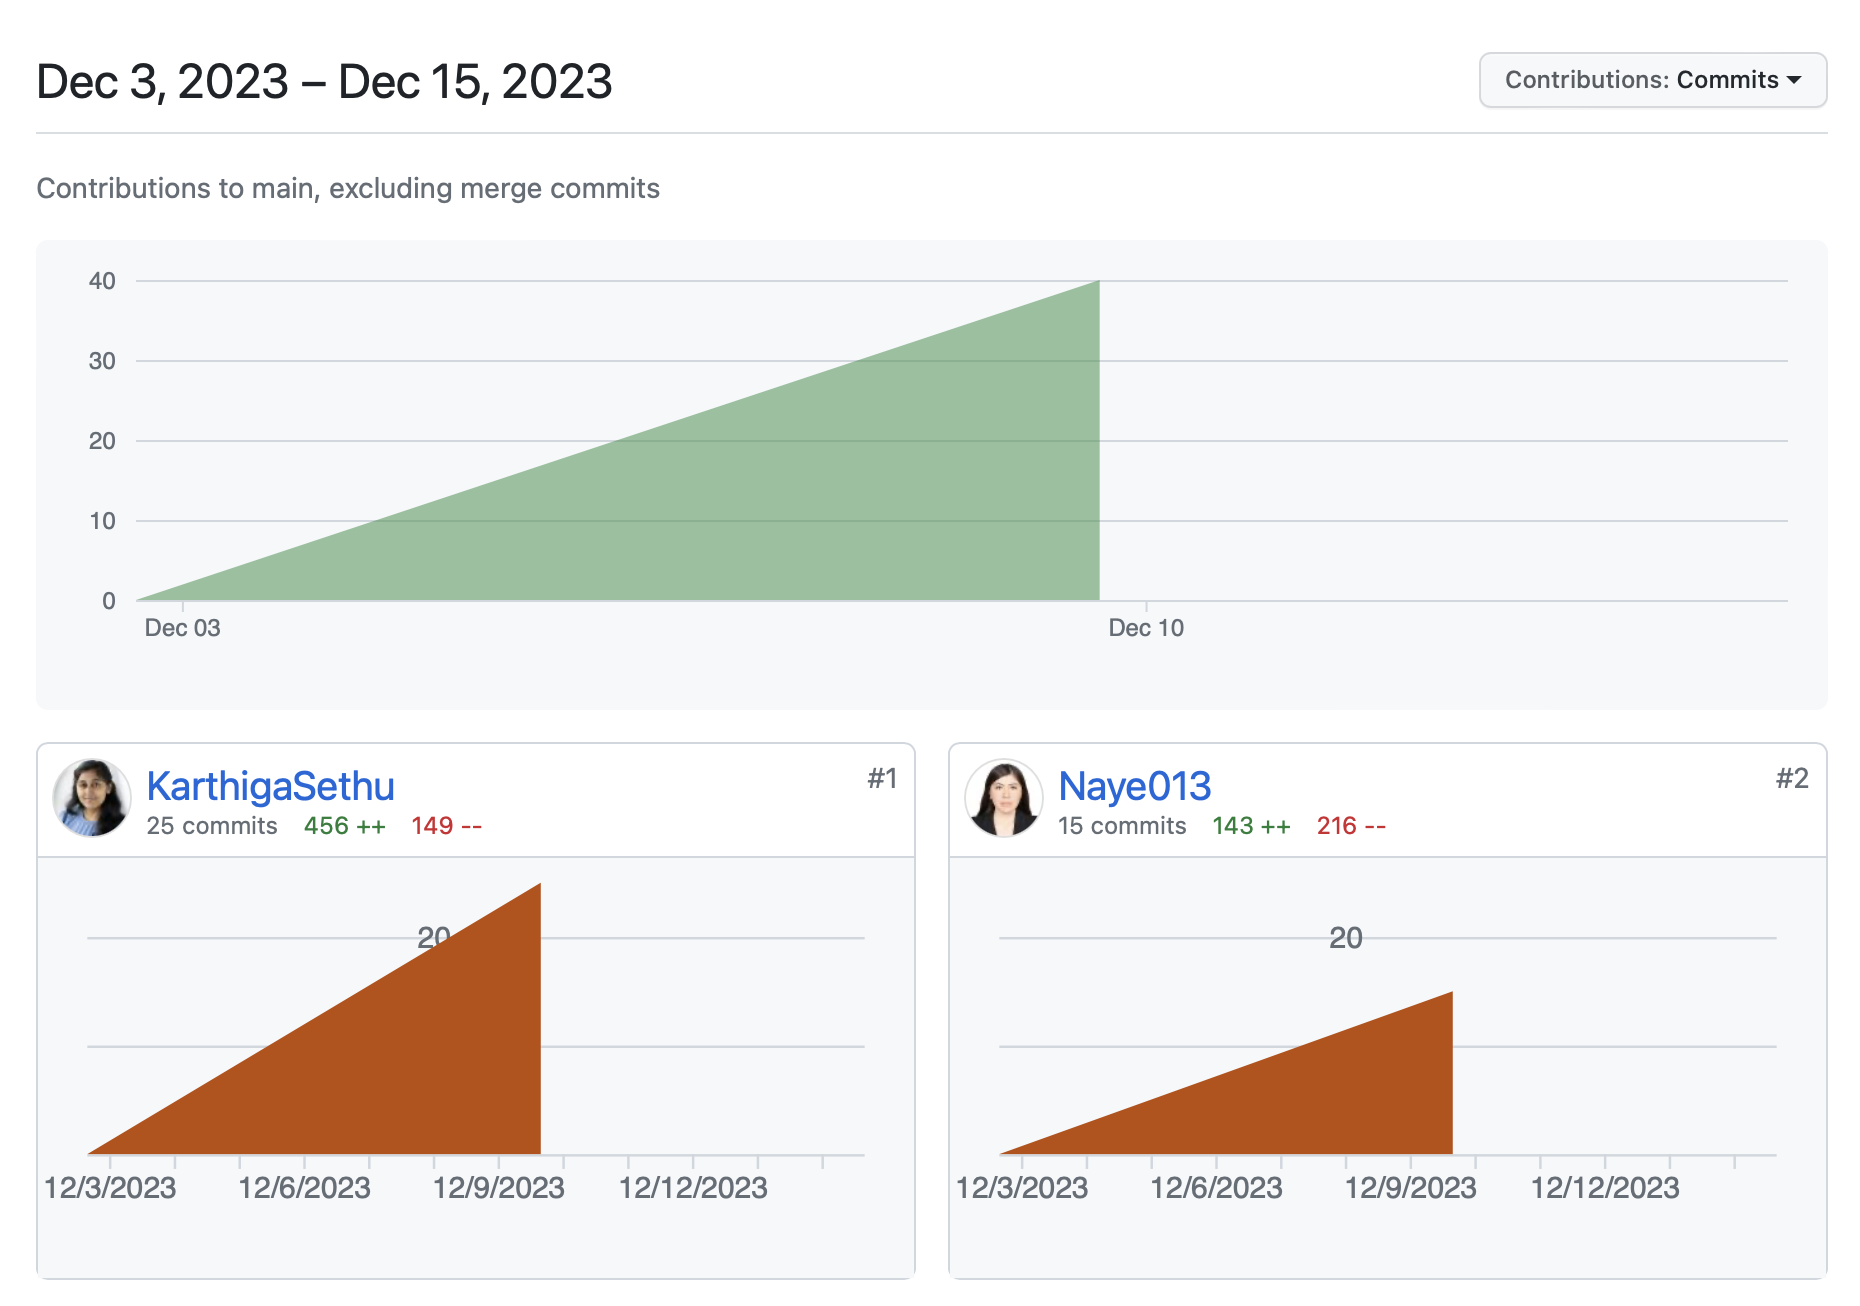 Dec 3, 2023 – Dec 15, 2023
Contributions: Commits
Contributions to main, excluding merge commits
40
30
20
10
0
Dec 03 Dec 10
KarthigaSethu #1
25 commits 456 ++ 149 --
20
12/3/2023 12/6/2023 12/9/2023 12/12/2023
Naye013 #2
15 commits 143 ++ 216 --
20
12/3/2023 12/6/2023 12/9/2023 12/12/2023